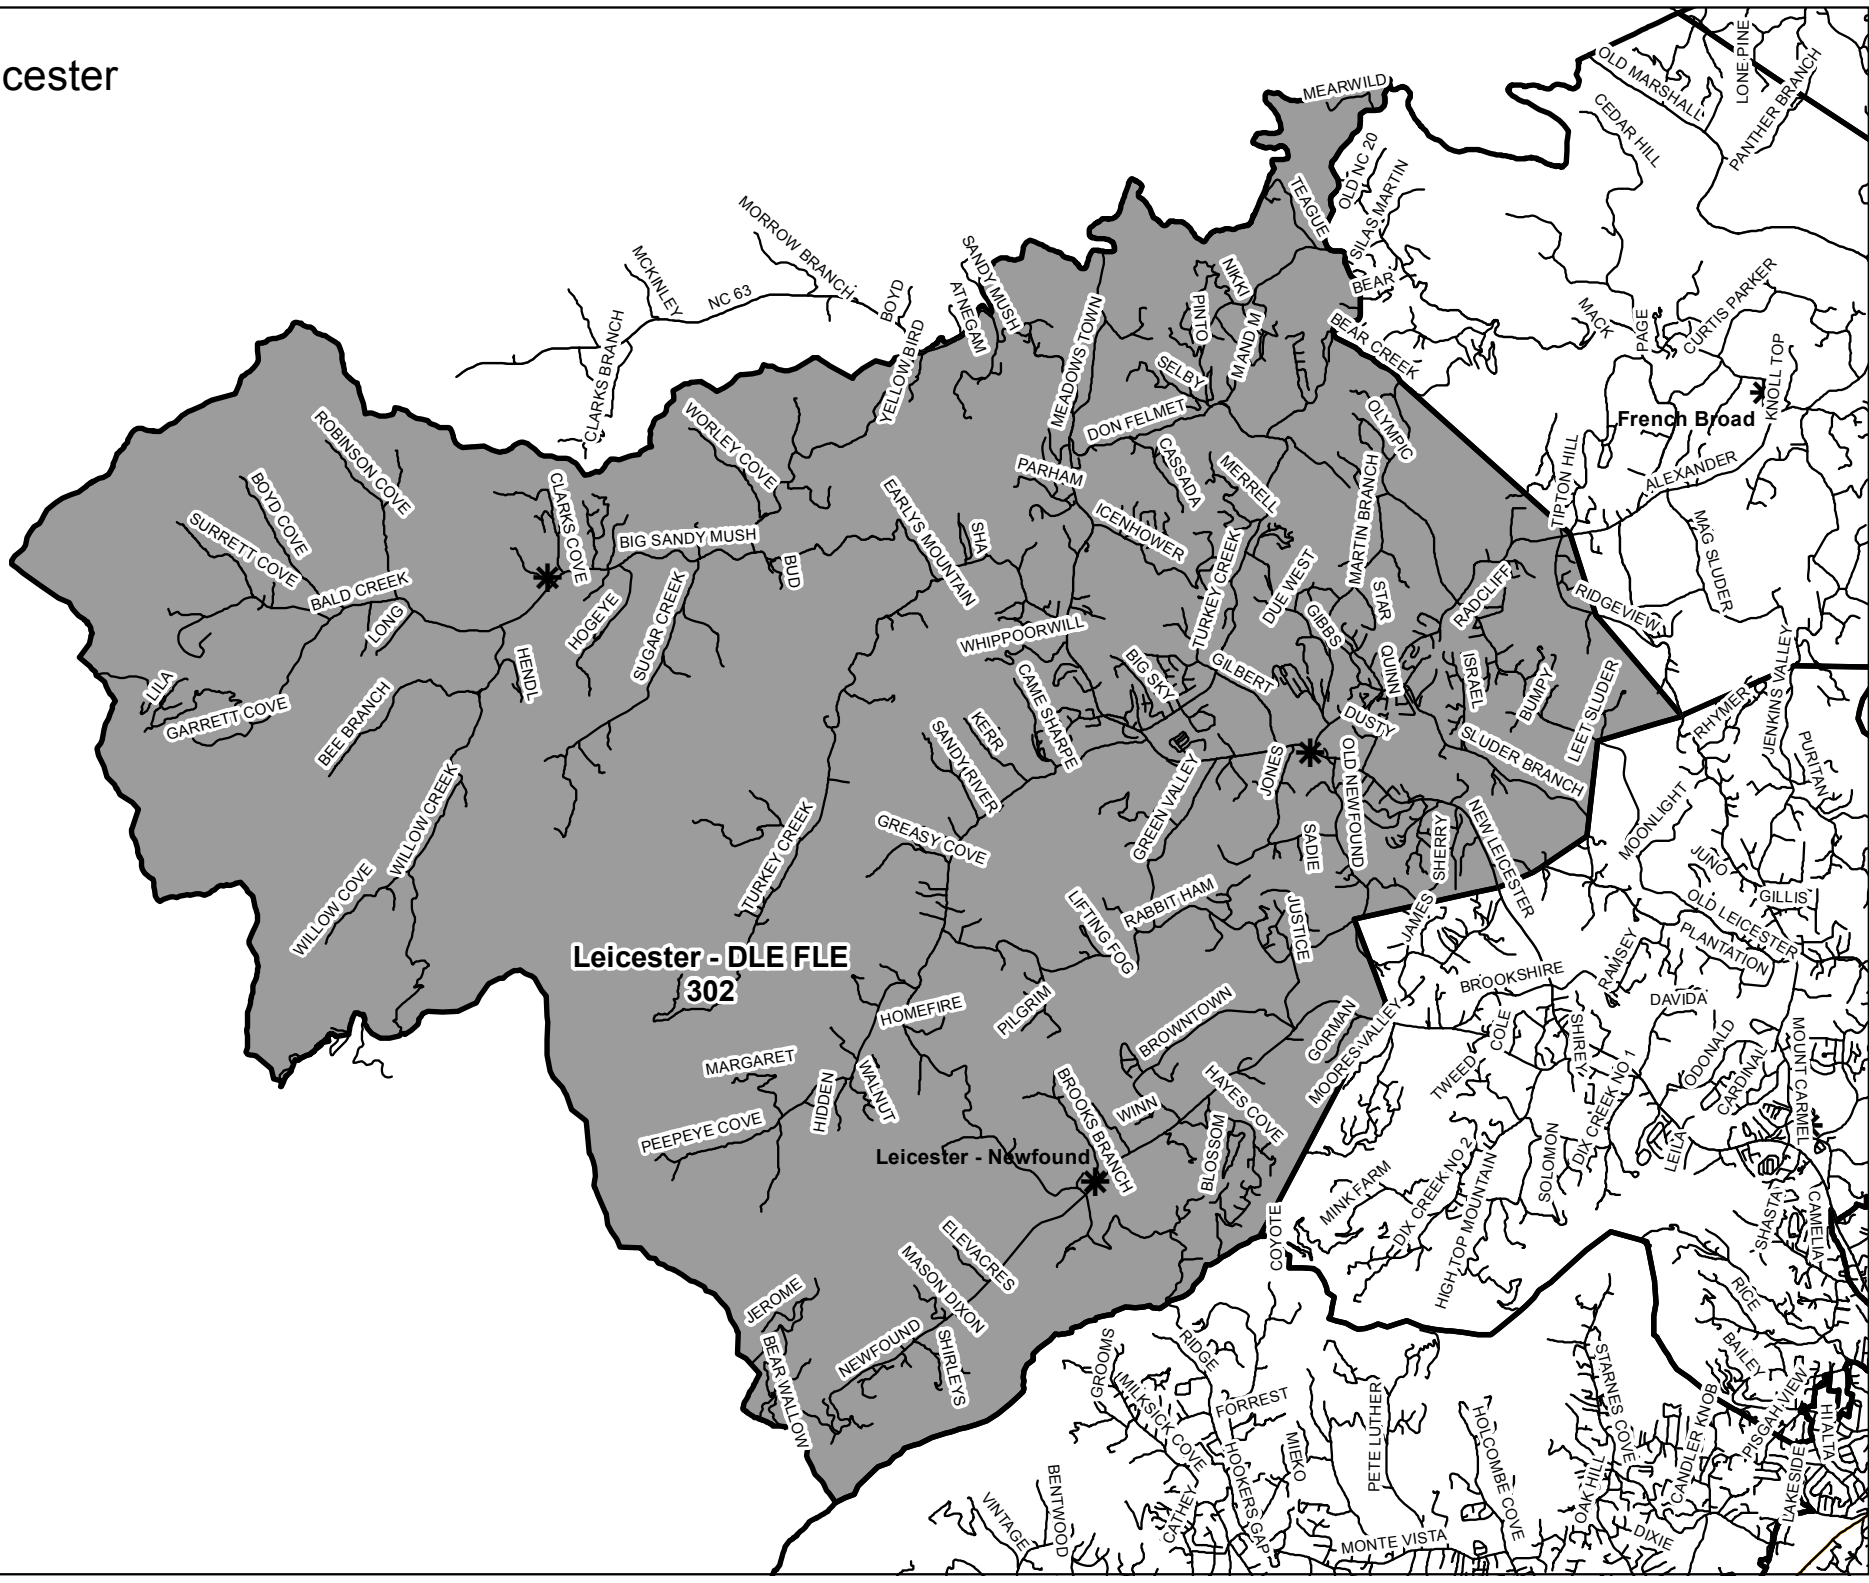 cester
MEARWILD
OLD MARSHALL
LONE PINE
PANTHER BRANCH
CEDAR HILL
OLD NC 20
SILAS MARTIN
TEAGUE
MORROW BRANCH
MCKINLEY
NC 63
BOYD
SANDY MUSH
ATNEGAM
CLARKS BRANCH
YELLOW BIRD
MEADOWS TOWN
NIKKI
PINTO
M AND M
BEAR
BEAR CREEK
MACK
PAGE
CURTIS PARKER
KNOLL TOP
French Broad
SELBY
DON FELMET
OLYMPIC
ROBINSON COVE
WORLEY COVE
BOYD COVE
SURRETT COVE
CLARKS COVE
BIG SANDY MUSH
BUD
EARLYS MOUNTAIN
SHA
PARHAM
CASSADA
MERRELL
ICENHOWER
MARTIN BRANCH
TIPTON HILL
ALEXANDER
MAG SLUDER
BALD CREEK
LONG
HOGEYE
SUGAR CREEK
TURKEY CREEK
DUE WEST
STAR
GIBBS
RADCLIFF
RIDGEVIEW
WHIPPOORWILL
LILA
GARRETT COVE
HENDL
BEE BRANCH
CAME SHARPE
BIG SKY
GILBERT
QUINN
ISRAEL
BUMPY
LEET SLUDER
RHYMER
JENKINS VALLEY
PURITAN
KERR
SANDY RIVER
DUSTY
SLUDER BRANCH
WILLOW CREEK
GREEN VALLEY
JONES
OLD NEWFOUND
NEW LEICESTER
MOONLIGHT
TURKEY CREEK
GREASY COVE
SADIE
SHERRY
JUNO
GILLIS
OLD LEICESTER
WILLOW COVE
LIFTING FOG
RABBIT HAM
JUSTICE
JAMES
PLANTATION
RAMSEY
Leicester - DLE FLE
302
BROOKSHIRE
DAVIDA
HOMEFIRE
PILGRIM
BROWNTOWN
GORMAN
MOORES VALLEY
COLE
SHIREY
ODONALD
CARDINAL
MOUNT CARMEL
MARGARET
HIDDEN
WALNUT
TWEED
DIX CREEK NO 1
PEEPEYE COVE
BROOKS BRANCH
WINN
HAYES COVE
BLOSSOM
LEILA
SOLOMON
Leicester - Newfound
MINK FARM
DIX CREEK NO 2
HIGH TOP MOUNTAIN
SHASTA
CAMELIA
COYOTE
ELEVACRES
MASON DIXON
JEROME
BEAR WALLOW
NEWFOUND
SHIRLEYS
RICE
BAILEY
GROOMS
RIDGE
MILKSICK COVE
FORREST
STARNES COVE
PISGAH VIEW
HI ALTA
CANDLER KNOB
PETE LUTHER
HOLCOMBE COVE
MIEKO
HOOKERS GAP
OAK HILL
LAKESIDE
BENTWOOD
VINTAGE
CATHEY
MONTE VISTA
DIXIE